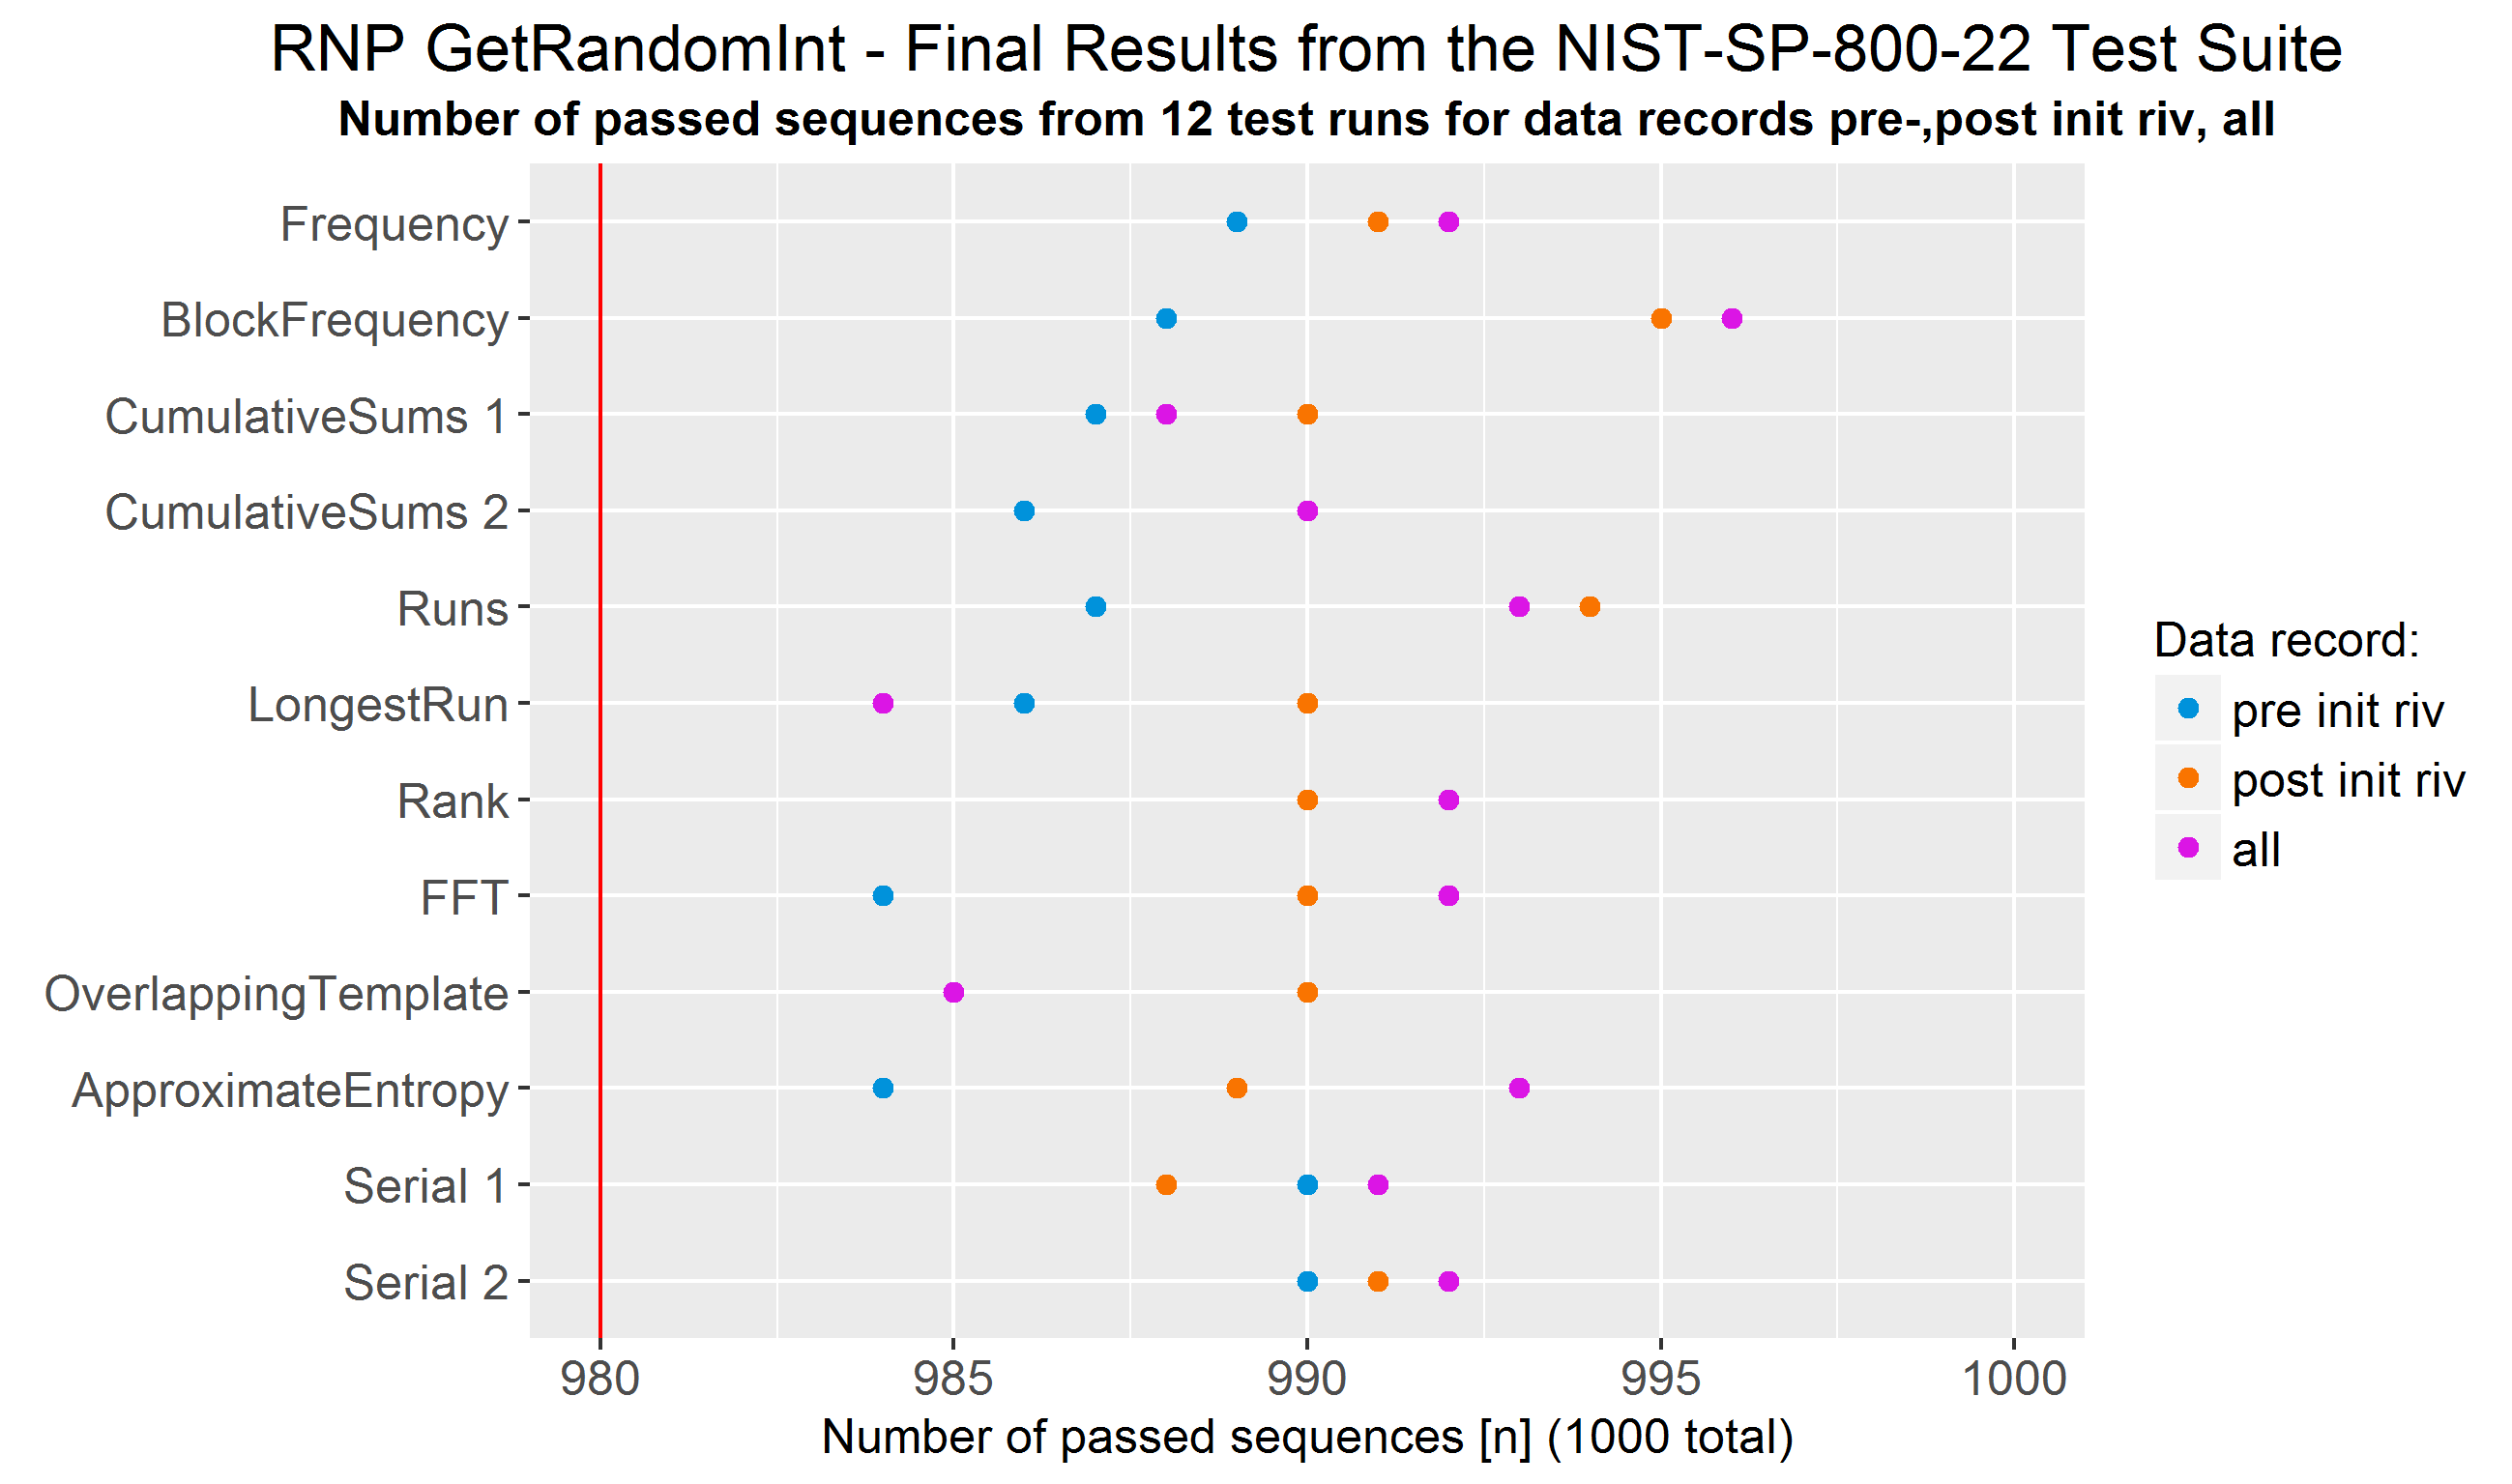 RNP GetRandomInt - Final Results from the NIST-SP-800-22 Test Suite
Number of passed sequences from 12 test runs for data records pre-,post init riv, all
Frequency
BlockFrequency
CumulativeSums 1
CumulativeSums 2
Runs
LongestRun
Rank
FFT
OverlappingTemplate
ApproximateEntropy
Serial 1
Serial 2
980 985 990 995 1000
Number of passed sequences [n] (1000 total)
Data record:
pre init riv
post init riv
all